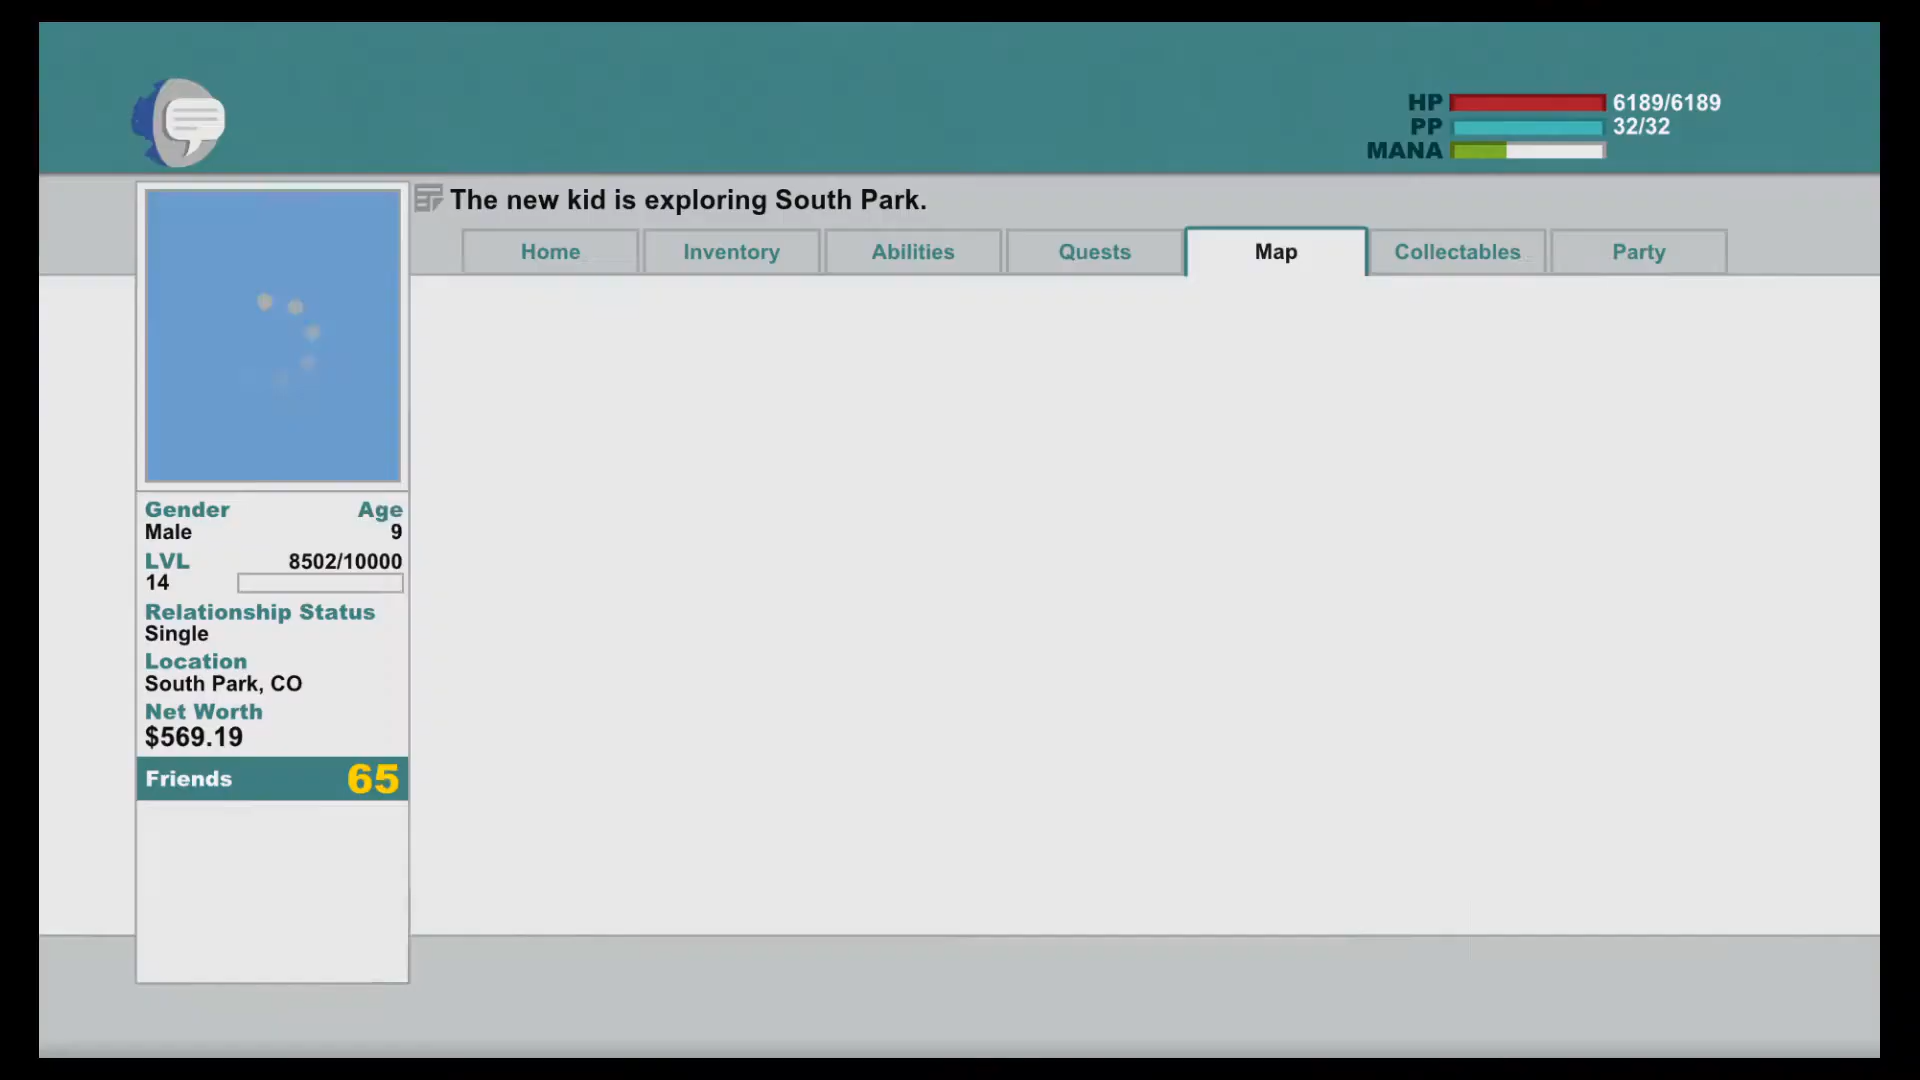 HP 6189/6189
PP 32/32
MANA
The new kid is exploring South Park.
Home Inventory Abilities Quests Map Collectables Party
Gender Age
Male 9
LVL 8502/10000
14
Relationship Status
Single
Location
South Park, CO
Net Worth
$569.19
Friends 65